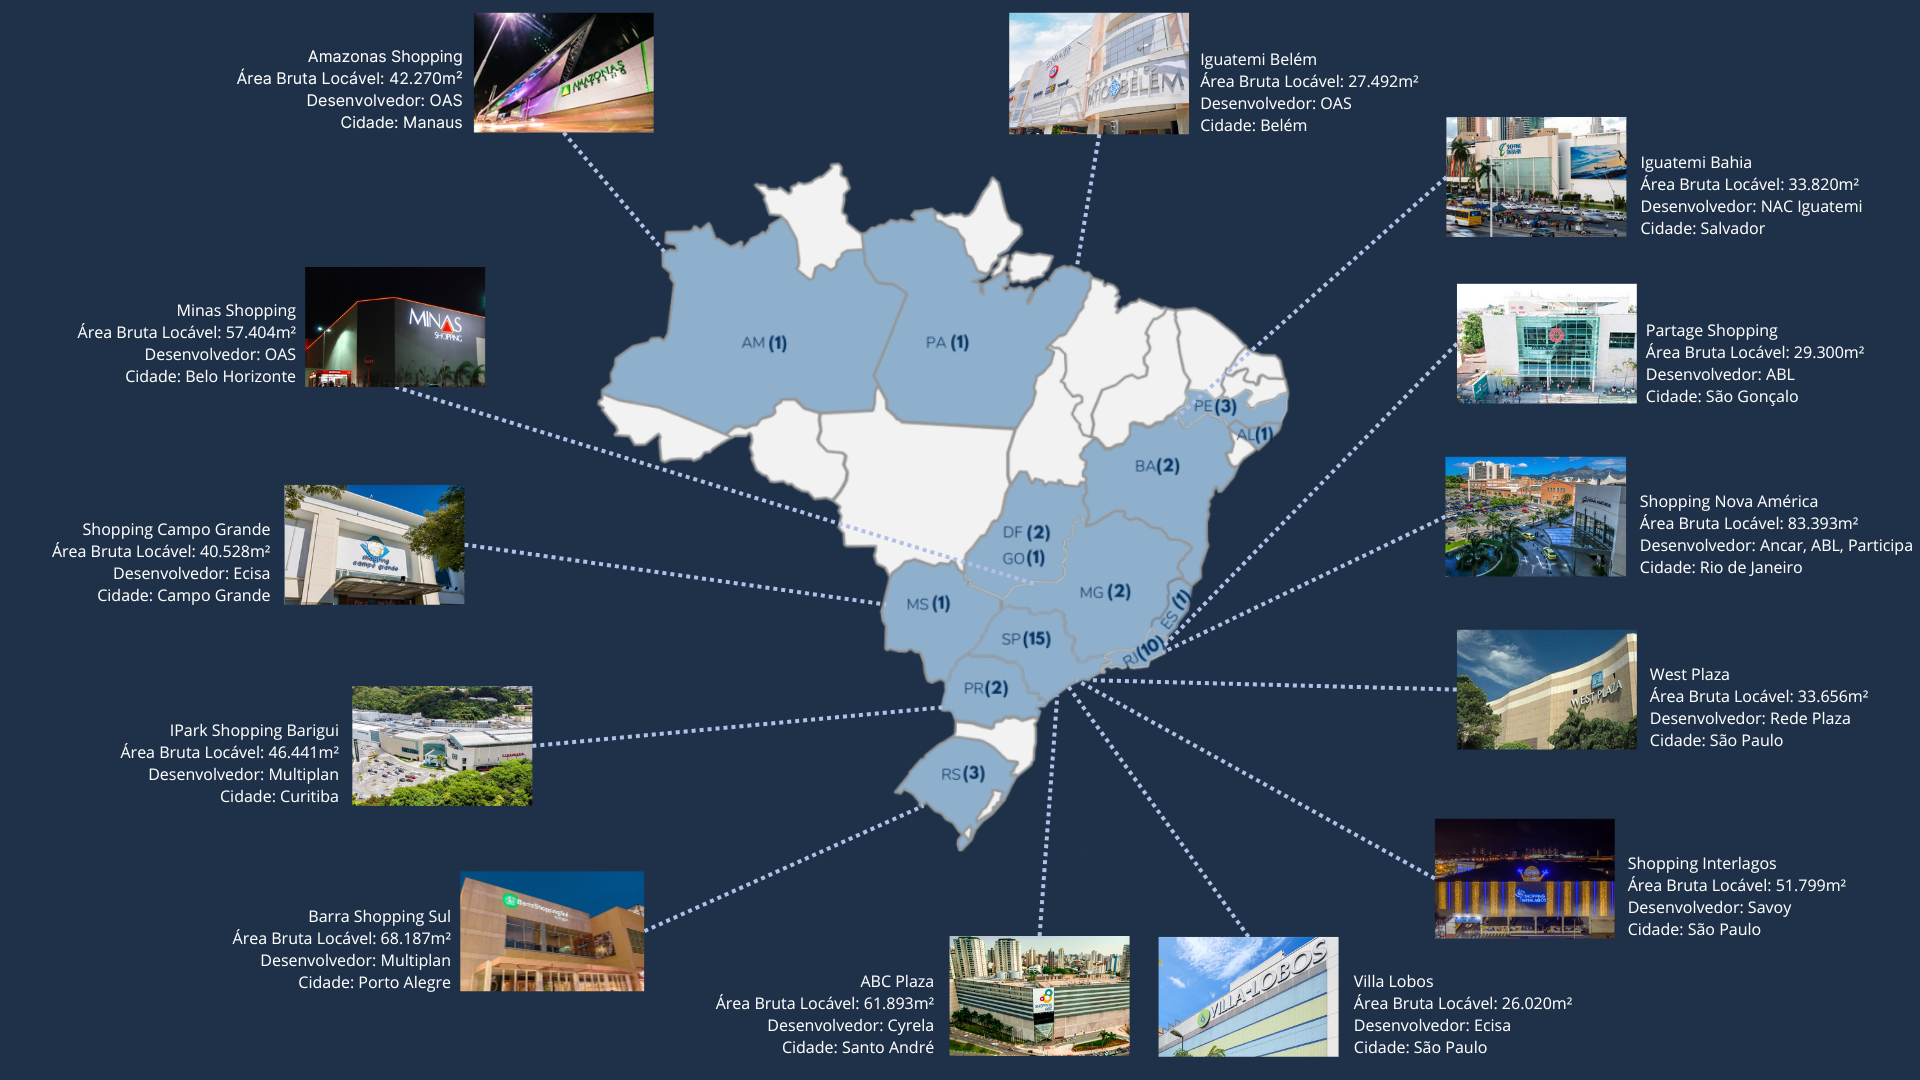 Amazonas Shopping
Área Bruta Locável: 42.270m²
Desenvolvedor: OAS
Cidade: Manaus
AMAZONAS
Iguatemi Belém
Área Bruta Locável: 27.492m²
Desenvolvedor: OAS
Cidade: Belém
BELÉM
Iguatemi Bahia
Área Bruta Locável: 33.820m²
Desenvolvedor: NAC Iguatemi
Cidade: Salvador
Minas Shopping
Área Bruta Locável: 57.404m²
Desenvolvedor: OAS
Cidade: Belo Horizonte
MINAS
SHOPPING
Partage Shopping
Área Bruta Locável: 29.300m²
Desenvolvedor: ABL
Cidade: São Gonçalo
Shopping Campo Grande
Área Bruta Locável: 40.528m²
Desenvolvedor: Ecisa
Cidade: Campo Grande
shopping
campo grande
Shopping Nova América
Área Bruta Locável: 83.393m²
Desenvolvedor: Ancar, ABL, Participa
Cidade: Rio de Janeiro
AM (1)
PA (1)
PE (3)
AL (1)
BA (2)
DF (2)
GO (1)
MG (2)
ES (1)
MS (1)
SP (15)
RJ (10)
PR (2)
RS (3)
IPark Shopping Barigui
Área Bruta Locável: 46.441m²
Desenvolvedor: Multiplan
Cidade: Curitiba
West Plaza
Área Bruta Locável: 33.656m²
Desenvolvedor: Rede Plaza
Cidade: São Paulo
WEST PLAZA
Barra Shopping Sul
Área Bruta Locável: 68.187m²
Desenvolvedor: Multiplan
Cidade: Porto Alegre
BarraShoppingSul
Shopping Interlagos
Área Bruta Locável: 51.799m²
Desenvolvedor: Savoy
Cidade: São Paulo
SHOPPING
INTERLAGOS
ABC Plaza
Área Bruta Locável: 61.893m²
Desenvolvedor: Cyrela
Cidade: Santo André
VILLA-LOBOS
Villa Lobos
Área Bruta Locável: 26.020m²
Desenvolvedor: Ecisa
Cidade: São Paulo